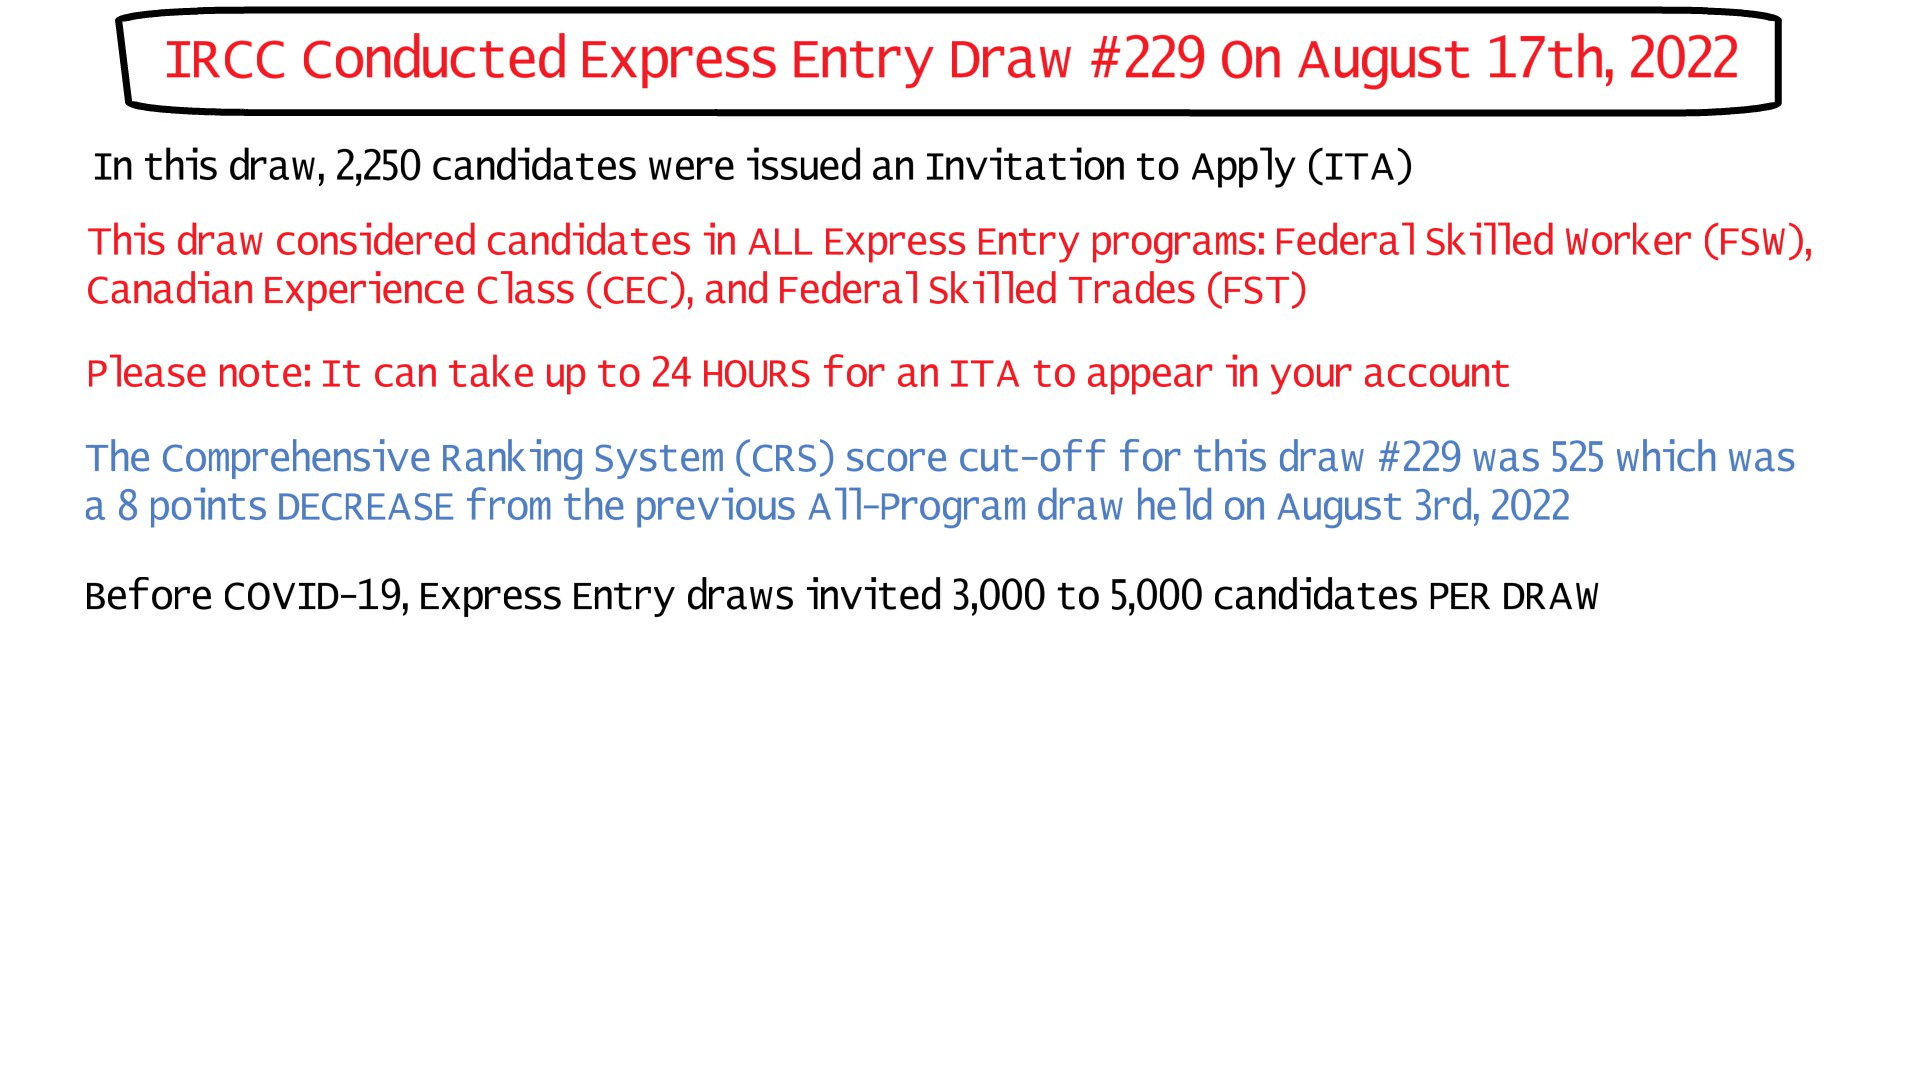 IRCC Conducted Express Entry Draw #229 On August 17th, 2022
In this draw, 2,250 candidates were issued an Invitation to Apply (ITA)
This draw considered candidates in ALL Express Entry programs: Federal Skilled Worker (FSW),
Canadian Experience Class (CEC), and Federal Skilled Trades (FST)
Please note: It can take up to 24 HOURS for an ITA to appear in your account
The Comprehensive Ranking System (CRS) score cut-off for this draw #229 was 525 which was
a 8 points DECREASE from the previous All-Program draw held on August 3rd, 2022
Before COVID-19, Express Entry draws invited 3,000 to 5,000 candidates PER DRAW